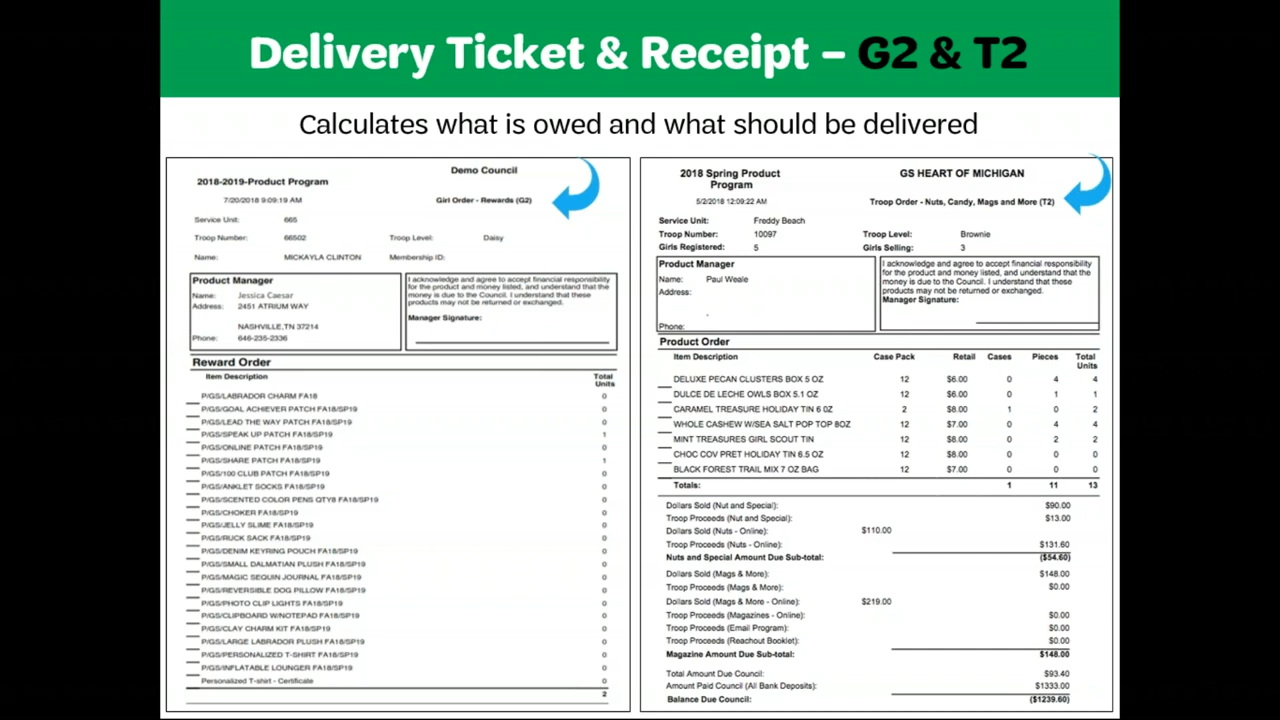 Delivery Ticket & Receipt – G2 & T2
Calculates what is owed and what should be delivered
Demo Council
2018-2019-Product Program
7/20/2018 9:09:19 AM
Girl Order - Rewards (G2)
Service Unit: 665
Troop Number: 66502 Troop Level: Daisy
Name: MICKAYLA CLINTON Membership ID:
Product Manager
Name: Jessica Caesar
Address: 2451 ATRIUM WAY
NASHVILLE,TN 37214
Phone: 646-235-2336
I acknowledge and agree to accept financial responsibility
for the product and money listed, and understand that the
money is due to the Council. I understand that these
products may not be returned or exchanged.
Manager Signature:
Reward Order
Item Description Total Units
P/GS/LABRADOR CHARM FA18 0
P/GS/GOAL ACHIEVER PATCH FA18/SP19 0
P/GS/LEAD THE WAY PATCH FA18/SP19 0
P/GS/SPEAK UP PATCH FA18/SP19 1
P/GS/ONLINE PATCH FA18/SP19 0
P/GS/SHARE PATCH FA18/SP19 1
P/GS/100 CLUB PATCH FA18/SP19 0
P/GS/ANKLET SOCKS FA18/SP19 0
P/GS/SCENTED COLOR PENS QTY8 FA18/SP19 0
P/GS/CHOKER FA18/SP19 0
P/GS/JELLY SLIME FA18/SP19 0
P/GS/RUCK SACK FA18/SP19 0
P/GS/DENIM KEYRING POUCH FA18/SP19 0
P/GS/SMALL DALMATIAN PLUSH FA18/SP19 0
P/GS/MAGIC SEQUIN JOURNAL FA18/SP19 0
P/GS/REVERSIBLE DOG PILLOW FA18/SP19 0
P/GS/PHOTO CLIP LIGHTS FA18/SP19 0
P/GS/CLIPBOARD W/NOTEPAD FA18/SP19 0
P/GS/CLAY CHARM KIT FA18/SP19 0
P/GS/LARGE LABRADOR PLUSH FA18/SP19 0
P/GS/PERSONALIZED T-SHIRT FA18/SP19 0
P/GS/INFLATABLE LOUNGER FA18/SP19 0
Personalized T-shirt - Certificate 0
2
2018 Spring Product
Program
GS HEART OF MICHIGAN
5/2/2018 12:09:22 AM
Troop Order - Nuts, Candy, Mags and More (T2)
Service Unit: Freddy Beach
Troop Number: 10097 Troop Level: Brownie
Girls Registered: 5 Girls Selling: 3
Product Manager
Name: Paul Weale
Address:
Phone:
I acknowledge and agree to accept financial responsibility
for the product and money listed, and understand that the
money is due to the Council. I understand that these
products may not be returned or exchanged.
Manager Signature:
Product Order
Item Description Case Pack Retail Cases Pieces Total Units
DELUXE PECAN CLUSTERS BOX 5 OZ 12 $6.00 0 4 4
DULCE DE LECHE OWLS BOX 5.1 OZ 12 $6.00 0 1 1
CARAMEL TREASURE HOLIDAY TIN 6 0Z 2 $8.00 1 0 2
WHOLE CASHEW W/SEA SALT POP TOP 8OZ 12 $7.00 0 4 4
MINT TREASURES GIRL SCOUT TIN 12 $8.00 0 2 2
CHOC COV PRET HOLIDAY TIN 6.5 OZ 12 $8.00 0 0 0
BLACK FOREST TRAIL MIX 7 OZ BAG 12 $7.00 0 0 0
Totals: 1 11 13
Dollars Sold (Nut and Special): $90.00
Troop Proceeds (Nut and Special): $13.00
Dollars Sold (Nuts - Online): $110.00
Troop Proceeds (Nuts - Online): $131.60
Nuts and Special Amount Due Sub-total: ($54.60)
Dollars Sold (Mags & More): $148.00
Troop Proceeds (Mags & More): $0.00
Dollars Sold (Mags & More - Online): $219.00
Troop Proceeds (Magazines - Online): $0.00
Troop Proceeds (Email Program): $0.00
Troop Proceeds (Reachout Booklet): $0.00
Magazine Amount Due Sub-total: $148.00
Total Amount Due Council: $93.40
Amount Paid Council (All Bank Deposits): $1333.00
Balance Due Council: ($1239.60)